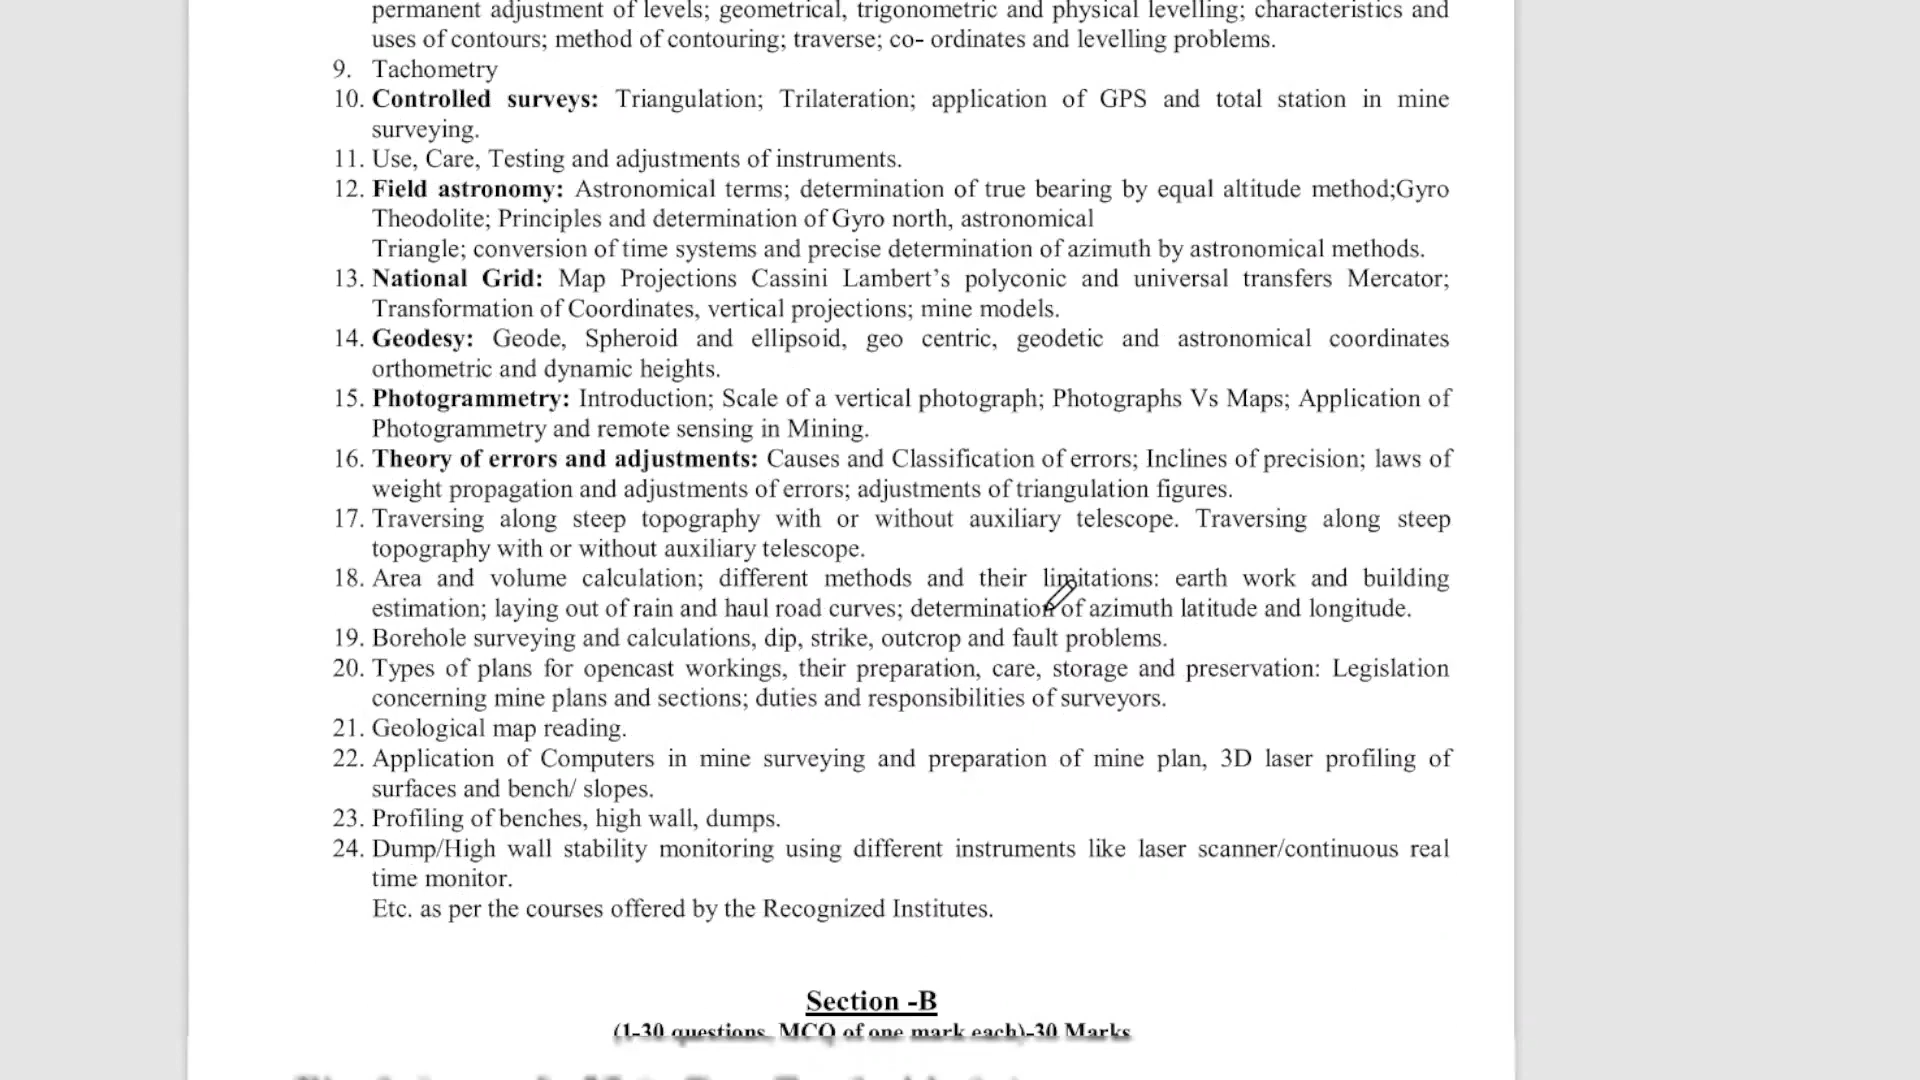 permanent adjustment of levels; geometrical, trigonometric and physical levelling; characteristics and
uses of contours; method of contouring; traverse; co- ordinates and levelling problems.
9. Tachometry
10. Controlled surveys: Triangulation; Trilateration; application of GPS and total station in mine
surveying.
11. Use, Care, Testing and adjustments of instruments.
12. Field astronomy: Astronomical terms; determination of true bearing by equal altitude method;Gyro
Theodolite; Principles and determination of Gyro north, astronomical
Triangle; conversion of time systems and precise determination of azimuth by astronomical methods.
13. National Grid: Map Projections Cassini Lambert’s polyconic and universal transfers Mercator;
Transformation of Coordinates, vertical projections; mine models.
14. Geodesy: Geode, Spheroid and ellipsoid, geo centric, geodetic and astronomical coordinates
orthometric and dynamic heights.
15. Photogrammetry: Introduction; Scale of a vertical photograph; Photographs Vs Maps; Application of
Photogrammetry and remote sensing in Mining.
16. Theory of errors and adjustments: Causes and Classification of errors; Inclines of precision; laws of
weight propagation and adjustments of errors; adjustments of triangulation figures.
17. Traversing along steep topography with or without auxiliary telescope. Traversing along steep
topography with or without auxiliary telescope.
18. Area and volume calculation; different methods and their limitations: earth work and building
estimation; laying out of rain and haul road curves; determination of azimuth latitude and longitude.
19. Borehole surveying and calculations, dip, strike, outcrop and fault problems.
20. Types of plans for opencast workings, their preparation, care, storage and preservation: Legislation
concerning mine plans and sections; duties and responsibilities of surveyors.
21. Geological map reading.
22. Application of Computers in mine surveying and preparation of mine plan, 3D laser profiling of
surfaces and bench/ slopes.
23. Profiling of benches, high wall, dumps.
24. Dump/High wall stability monitoring using different instruments like laser scanner/continuous real
time monitor.
Etc. as per the courses offered by the Recognized Institutes.
Section -B
(1-30 questions, MCQ of one mark each)-30 Marks